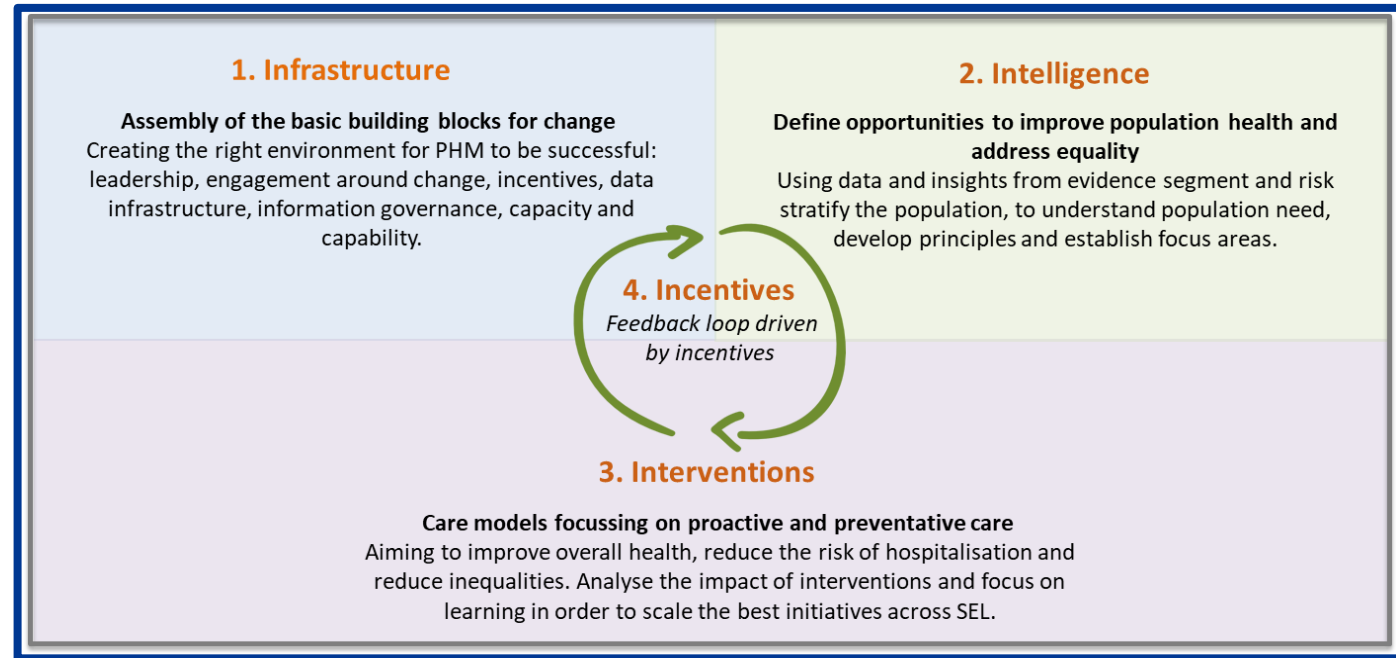 1. Infrastructure
Assembly of the basic building blocks for change
Creating the right environment for PHM to be successful:
leadership, engagement around change, incentives, data
infrastructure, information governance, capacity and
capability.
2. Intelligence
Define opportunities to improve population health and
address equality
Using data and insights from evidence segment and risk
stratify the population, to understand population need,
develop principles and establish focus areas.
4. Incentives
Feedback loop driven
by incentives
3. Interventions
Care models focussing on proactive and preventative care
Aiming to improve overall health, reduce the risk of hospitalisation and
reduce inequalities. Analyse the impact of interventions and focus on
learning in order to scale the best initiatives across SEL.